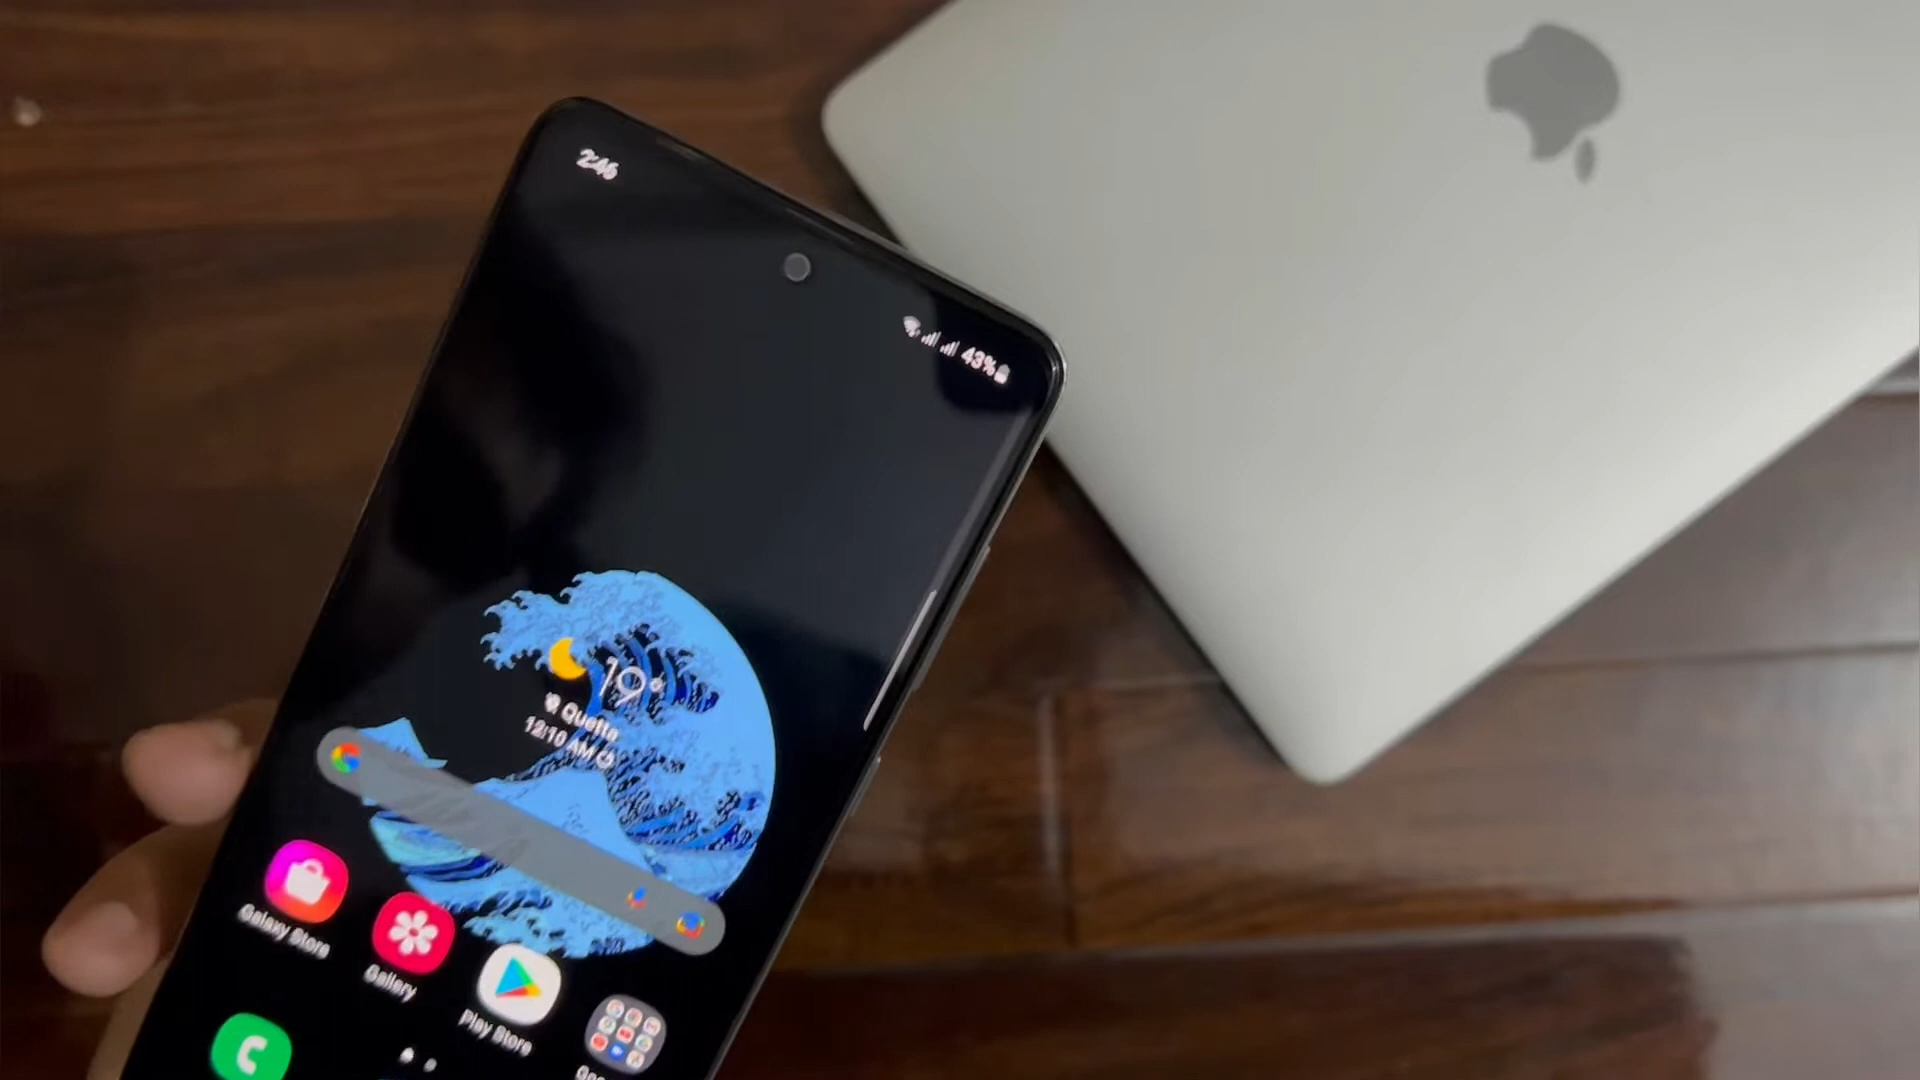 2:46
43%
19°
Quetta
12:10 AM
Galaxy Store
Gallery
Play Store